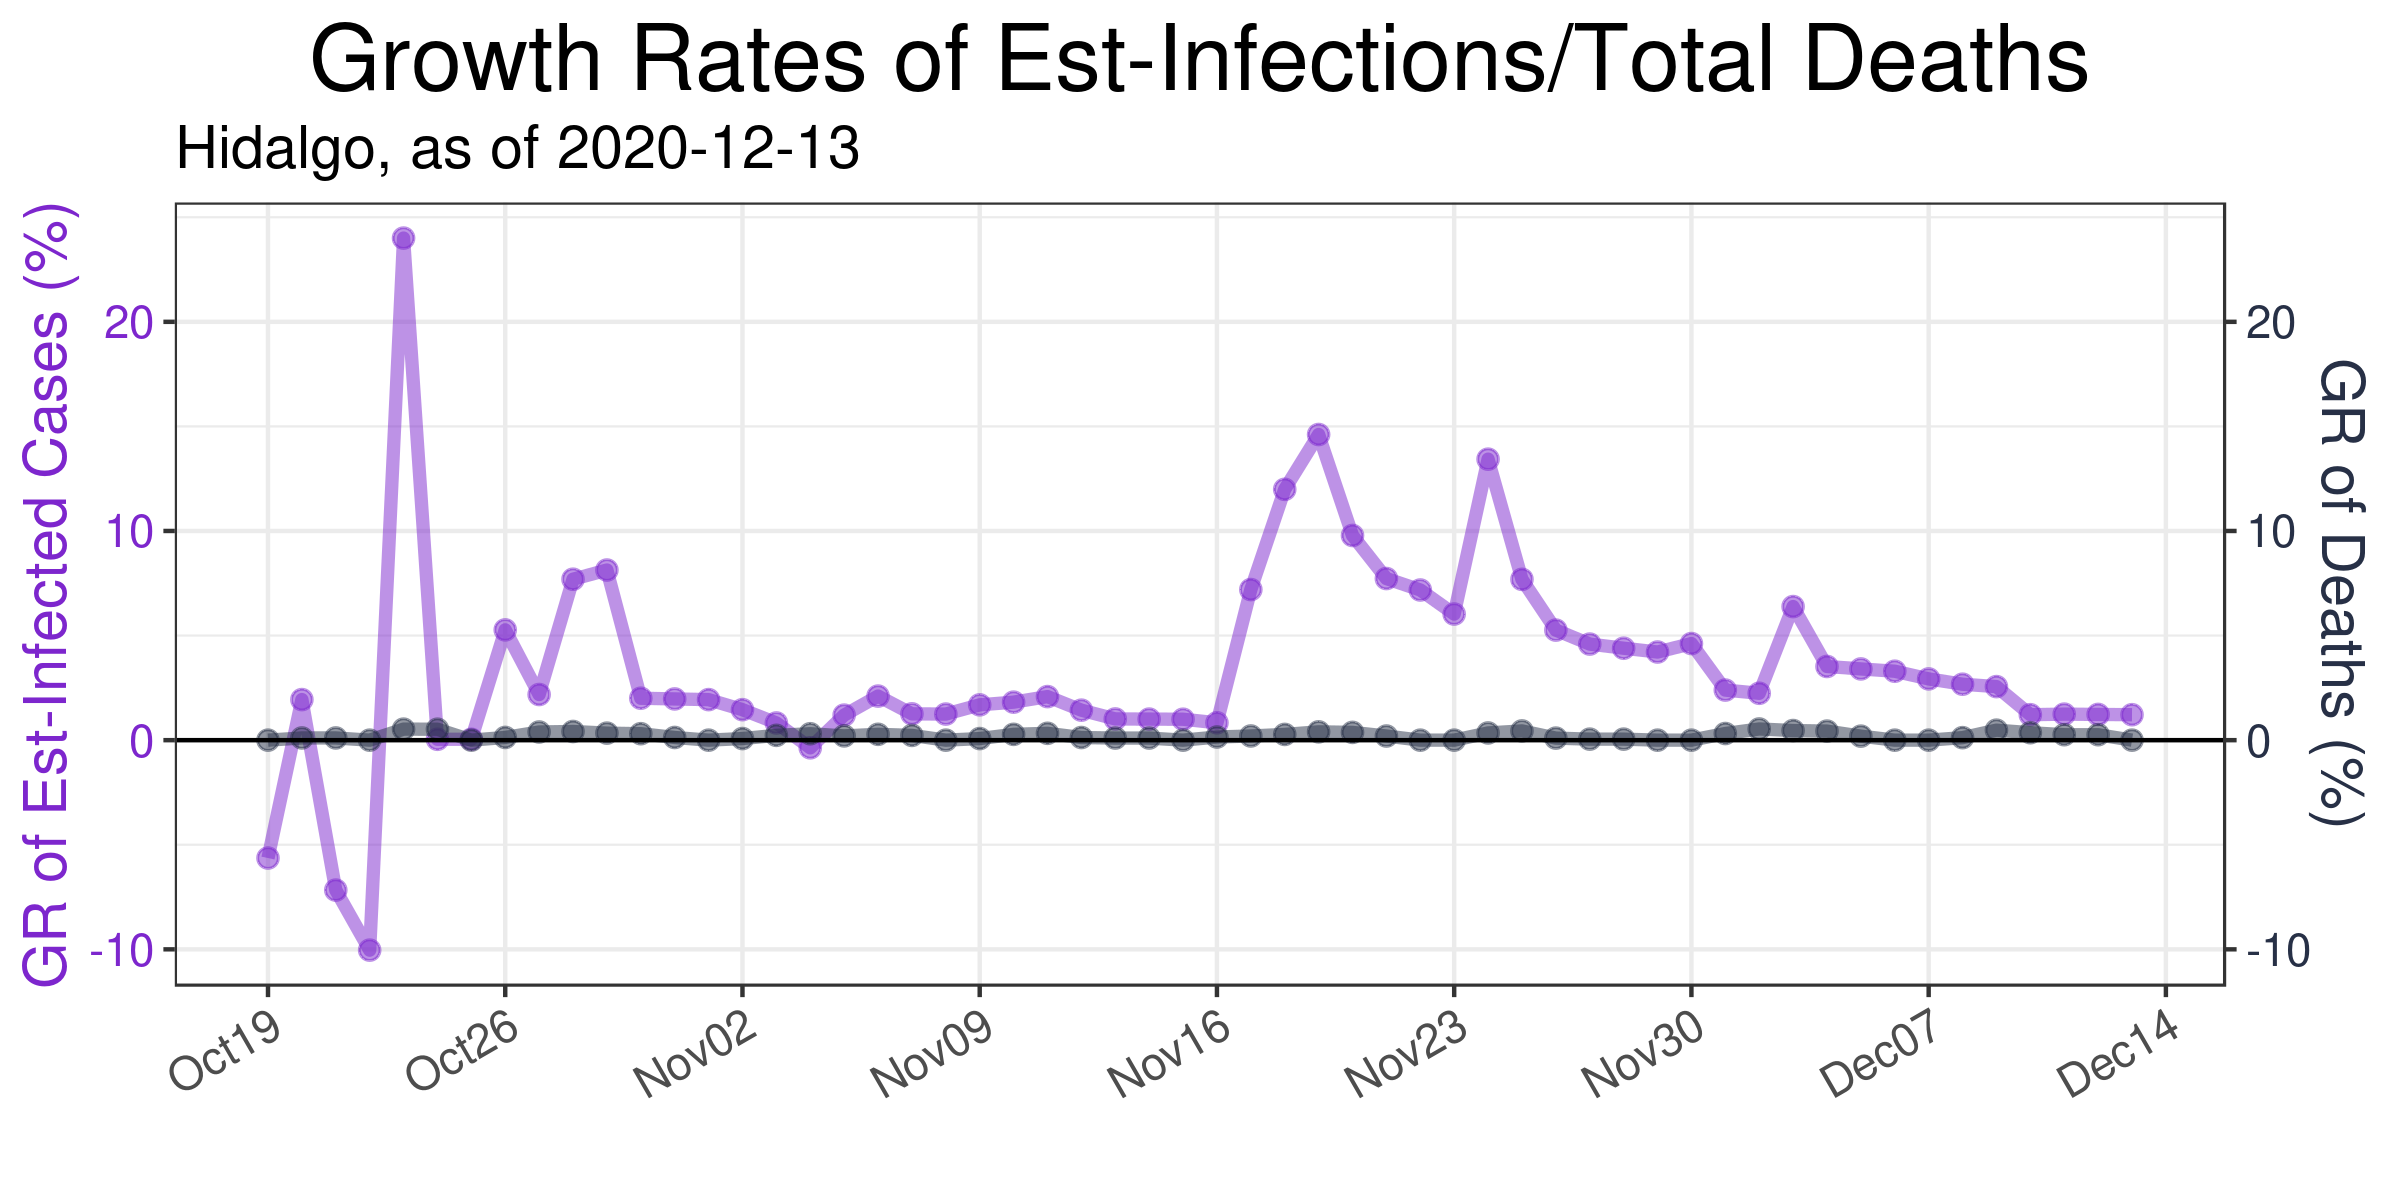 Growth Rates of Est-Infections/Total Deaths
Hidalgo, as of 2020-12-13
GR of Est-Infected Cases (%)
20
10
0
-10
20
10
0
-10
GR of Deaths (%)
Oct19
Oct26
Nov02
Nov09
Nov16
Nov23
Nov30
Dec07
Dec14